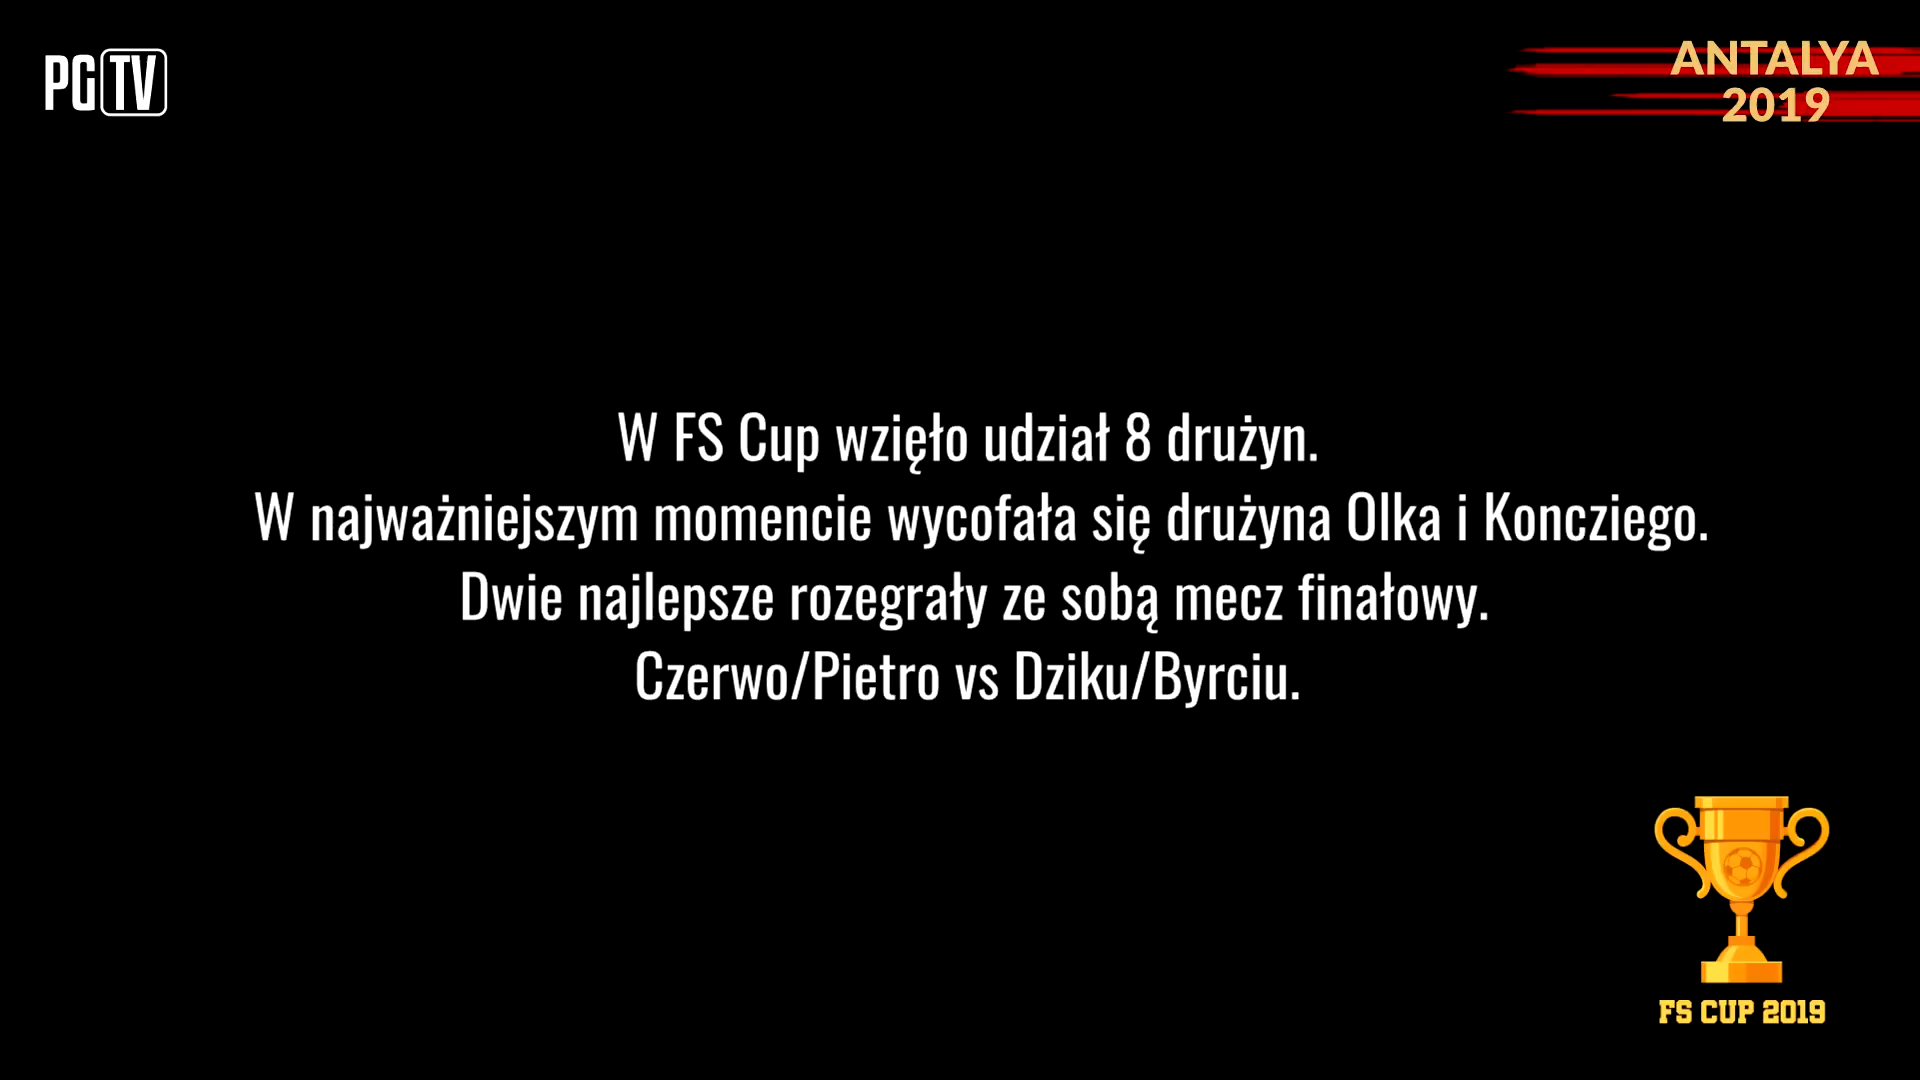 PG TV
ANTALYA
2019
W FS Cup wzięło udział 8 drużyn.
W najważniejszym momencie wycofała się drużyna Olka i Koncziego.
Dwie najlepsze rozegrały ze sobą mecz finałowy.
Czerwo/Pietro vs Dziku/Byrciu.
FS CUP 2019